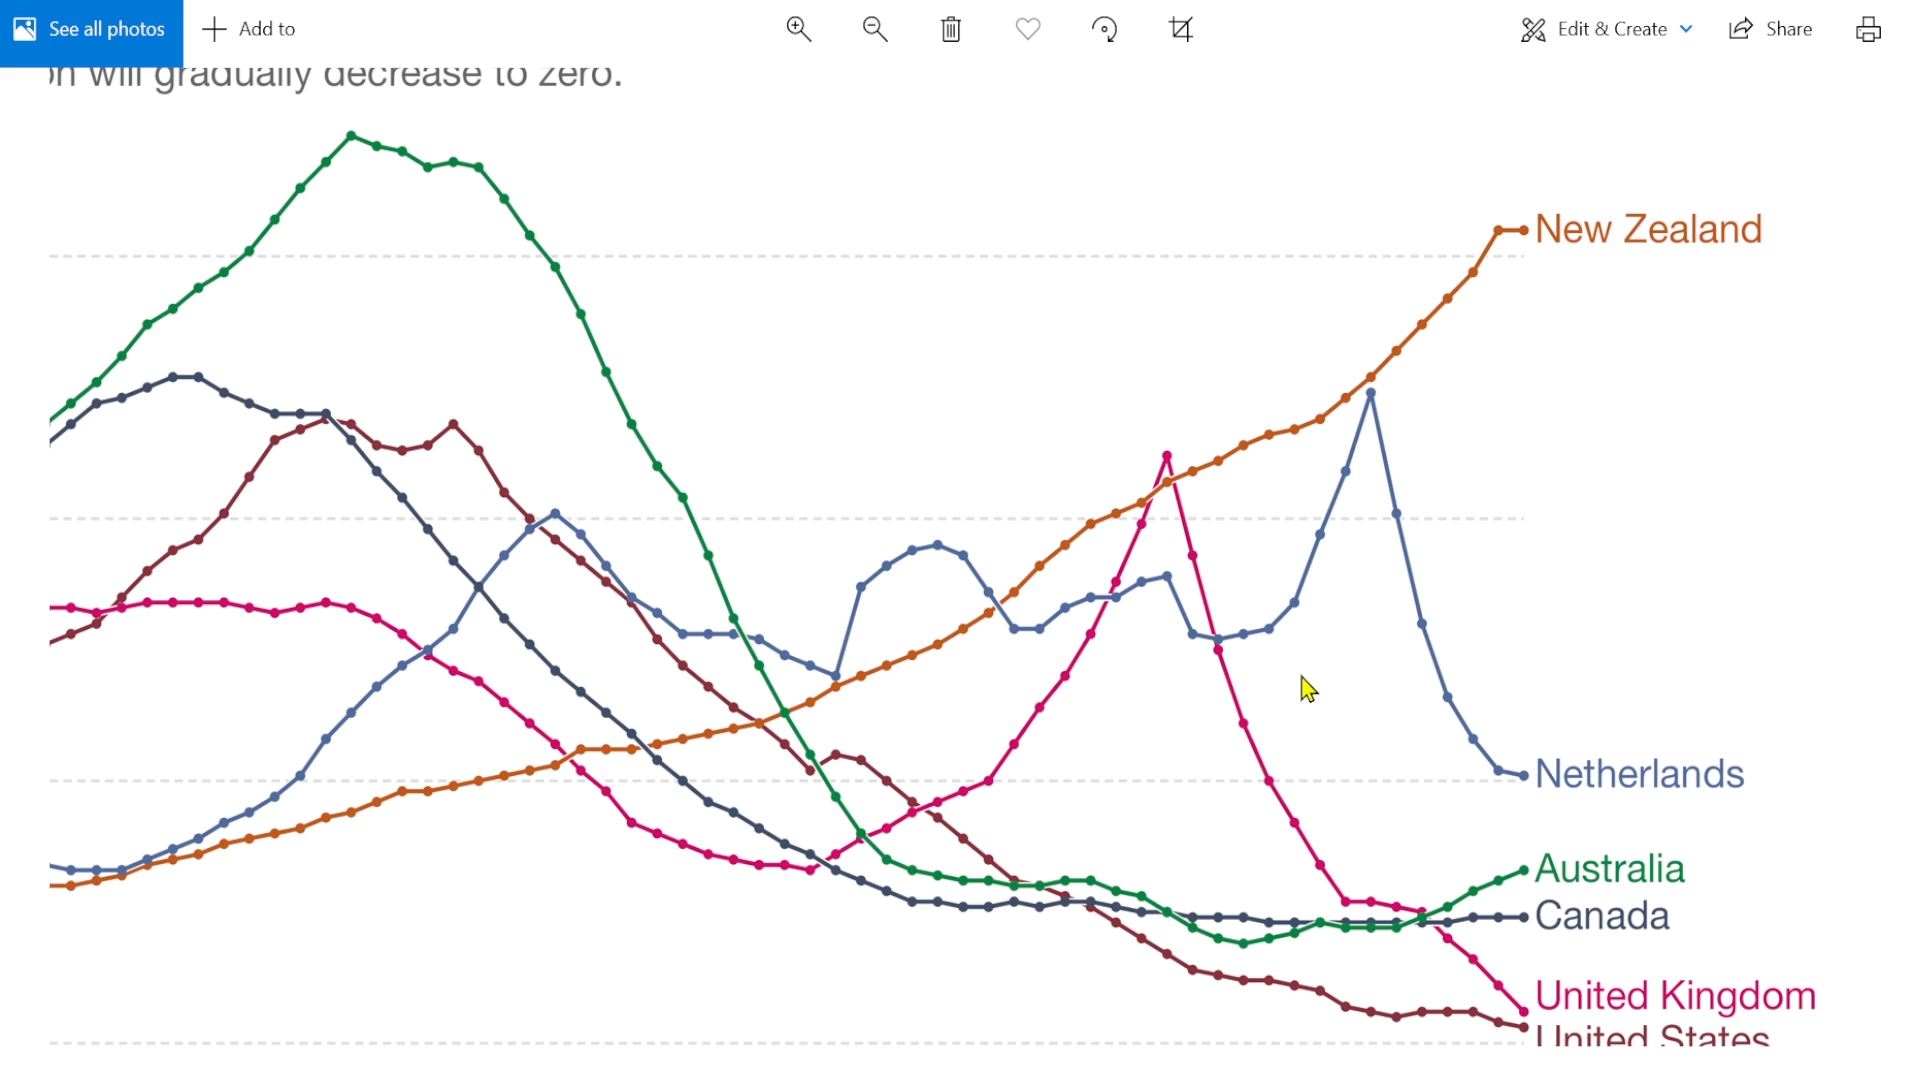 See all photos
Add to
Edit & Create
Share
on will gradually decrease to zero.
New Zealand
Netherlands
Australia
Canada
United Kingdom
United States